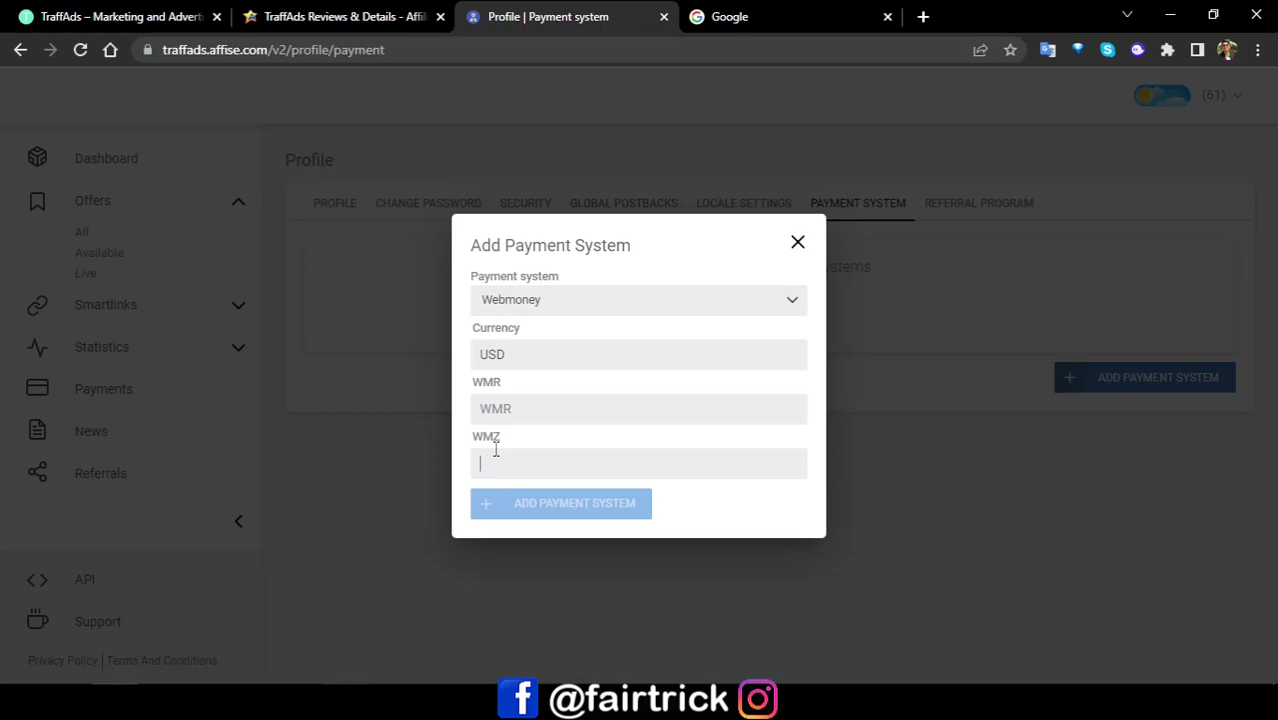 TraffAds – Marketing and Adverti
TraffAds Reviews & Details - Affil
Profile | Payment system
Google
traffads.affise.com/v2/profile/payment
(61)
Dashboard
Offers
All
Available
Live
Smartlinks
Statistics
Payments
News
Referrals
API
Support
Privacy Policy | Terms And Conditions
Profile
PROFILE CHANGE PASSWORD SECURITY GLOBAL POSTBACKS LOCALE SETTINGS PAYMENT SYSTEM REFERRAL PROGRAM
ADD PAYMENT SYSTEM
Add Payment System
Payment system
Webmoney
Currency
USD
WMR
WMR
WMZ
ADD PAYMENT SYSTEM
@fairtrick